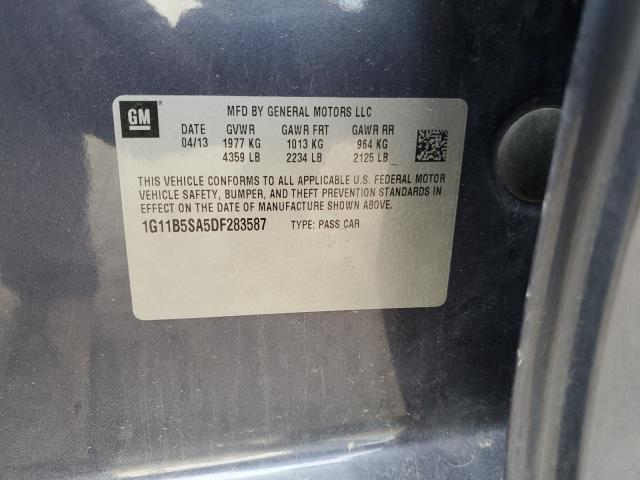 GM
MFD BY GENERAL MOTORS LLC
DATE GVWR GAWR FRT GAWR RR
04/13 1977 KG 1013 KG 964 KG
4359 LB 2234 LB 2125 LB
THIS VEHICLE CONFORMS TO ALL APPLICABLE U.S. FEDERAL MOTOR
VEHICLE SAFETY, BUMPER, AND THEFT PREVENTION STANDARDS IN
EFFECT ON THE DATE OF MANUFACTURE SHOWN ABOVE.
1G11B5SA5DF283587 TYPE: PASS CAR